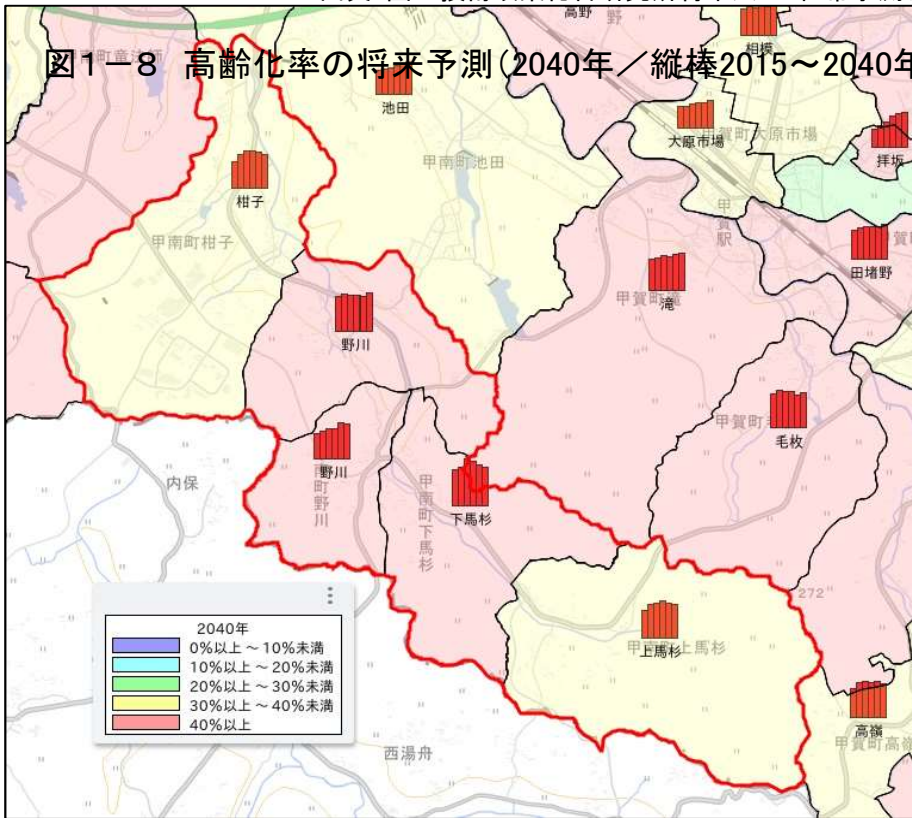 高野
相模
図1－8 高齢化率の将来予測(2040年／縦棒2015～2040年
池田
大原市場
甲賀町大原市場
拝坂
甲南町池田
柑子
甲南町柑子
甲賀駅
田堵野
滝
甲賀町滝
野川
毛枚
野川
内保
甲南町下馬杉
下馬杉
272
上馬杉
甲南町上馬杉
2040年
0%以上～10%未満
10%以上～20%未満
20%以上～30%未満
30%以上～40%未満
40%以上
高嶺
甲賀町高嶺
西湯舟